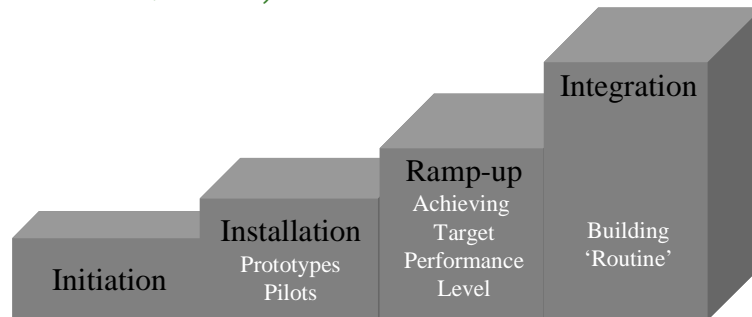 Initiation
Installation
Prototypes
Pilots
Ramp-up
Achieving
Target
Performance
Level
Integration
Building
‘Routine’